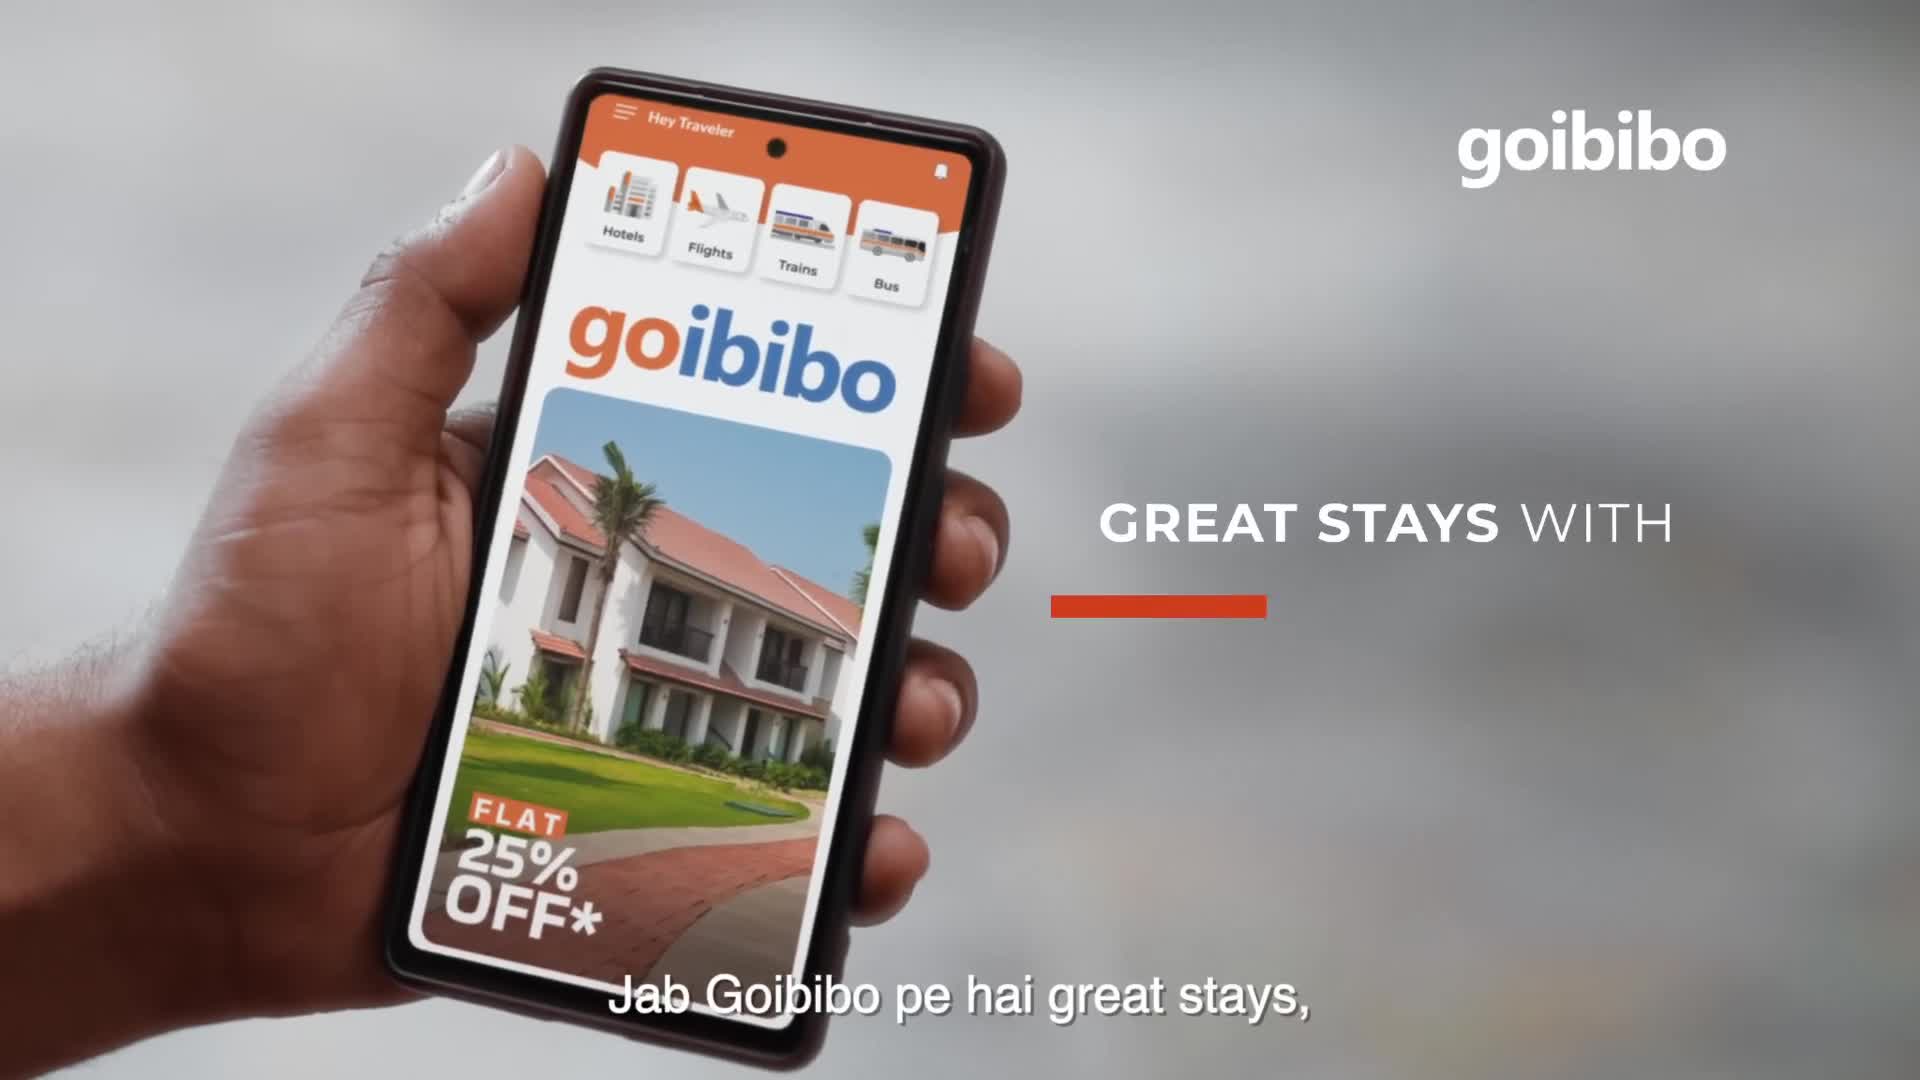 Hey Traveler
Hotels
Flights
Trains
Bus
goibibo
FLAT
25%
OFF*
goibibo
GREAT STAYS WITH
Jab Goibibo pe hai great stays,